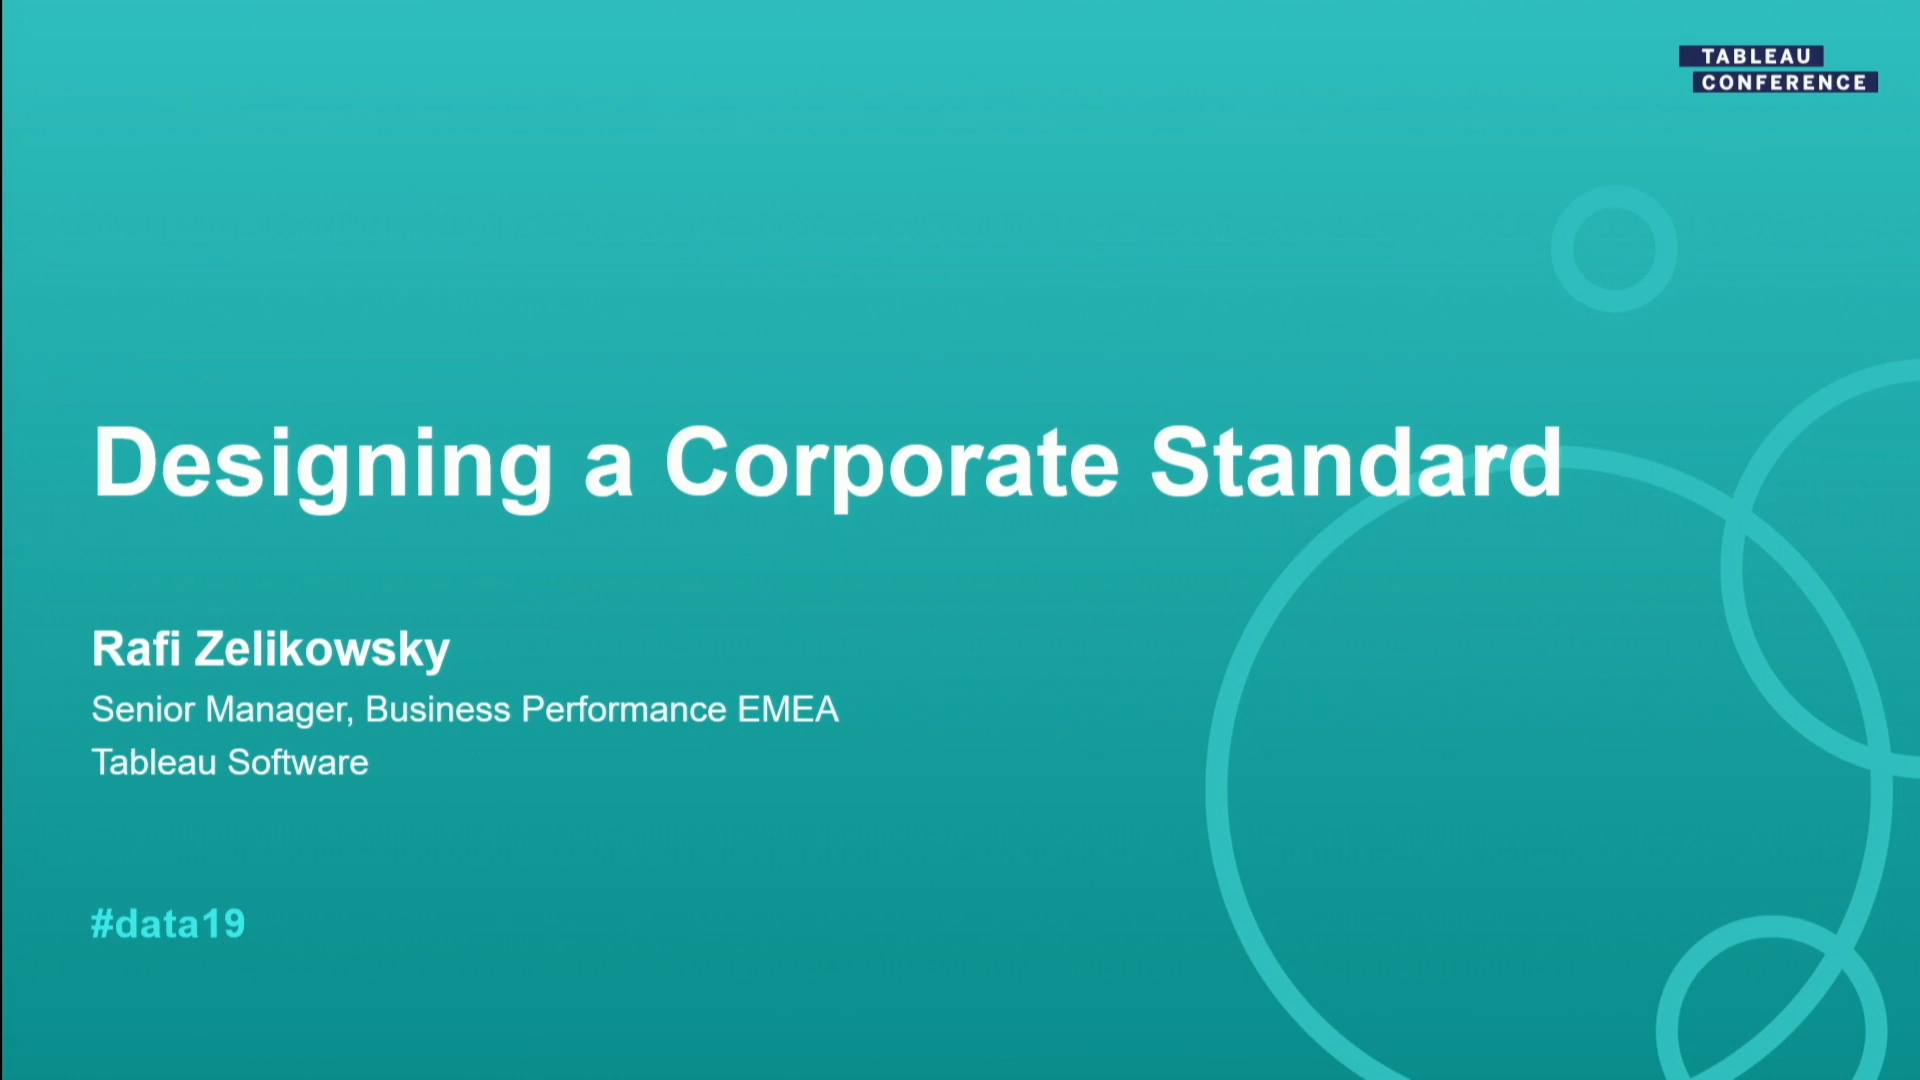 TABLEAU
CONFERENCE
Designing a Corporate Standard
Rafi Zelikowsky
Senior Manager, Business Performance EMEA
Tableau Software
#data19